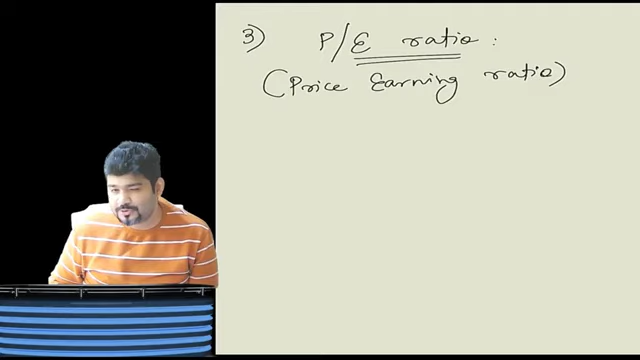 3) P/E ratio :
(Price Earning ratio)